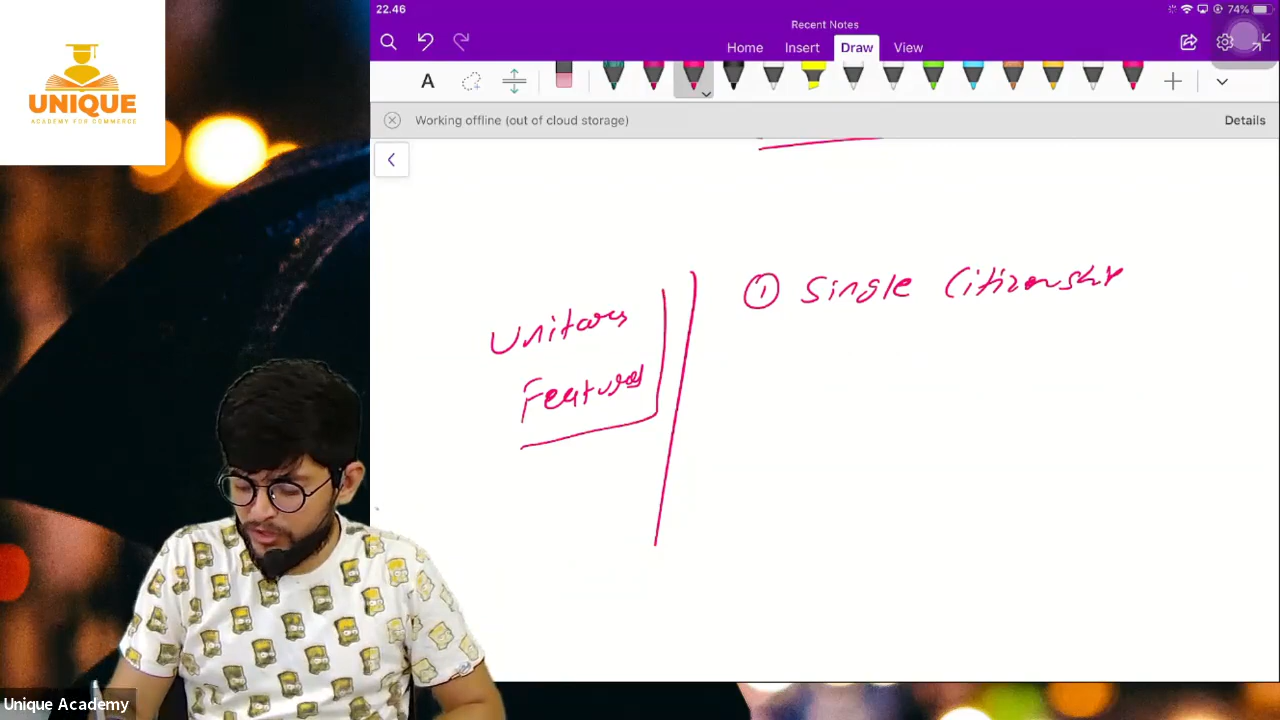 22.46
74%
Recent Notes
Home Insert Draw View
A
Working offline (out of cloud storage)
Details
UNIQUE
ACADEMY FOR COMMERCE
Unitary
Features
① Single Citizenship
Unique Academy